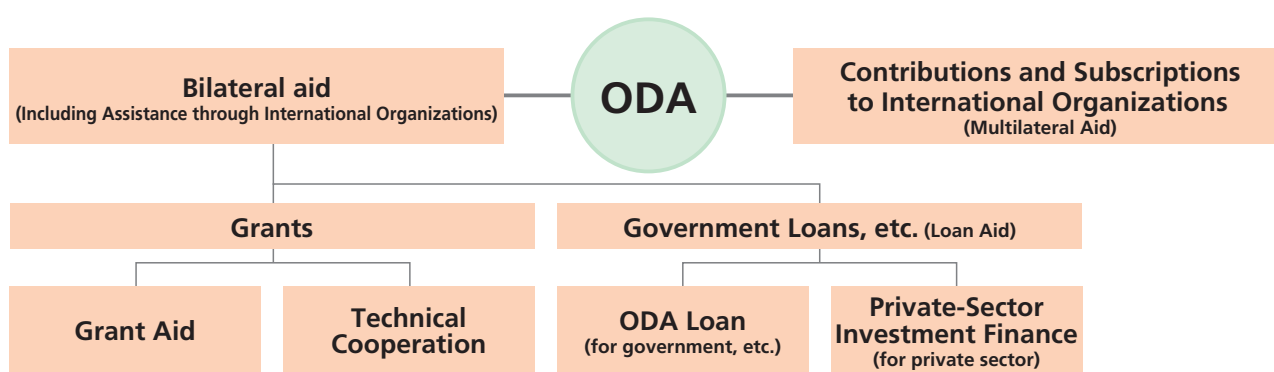 Bilateral aid
(Including Assistance through International Organizations)
ODA
Contributions and Subscriptions
to International Organizations
(Multilateral Aid)
Grants
Government Loans, etc. (Loan Aid)
Grant Aid
Technical
Cooperation
ODA Loan
(for government, etc.)
Private-Sector
Investment Finance
(for private sector)